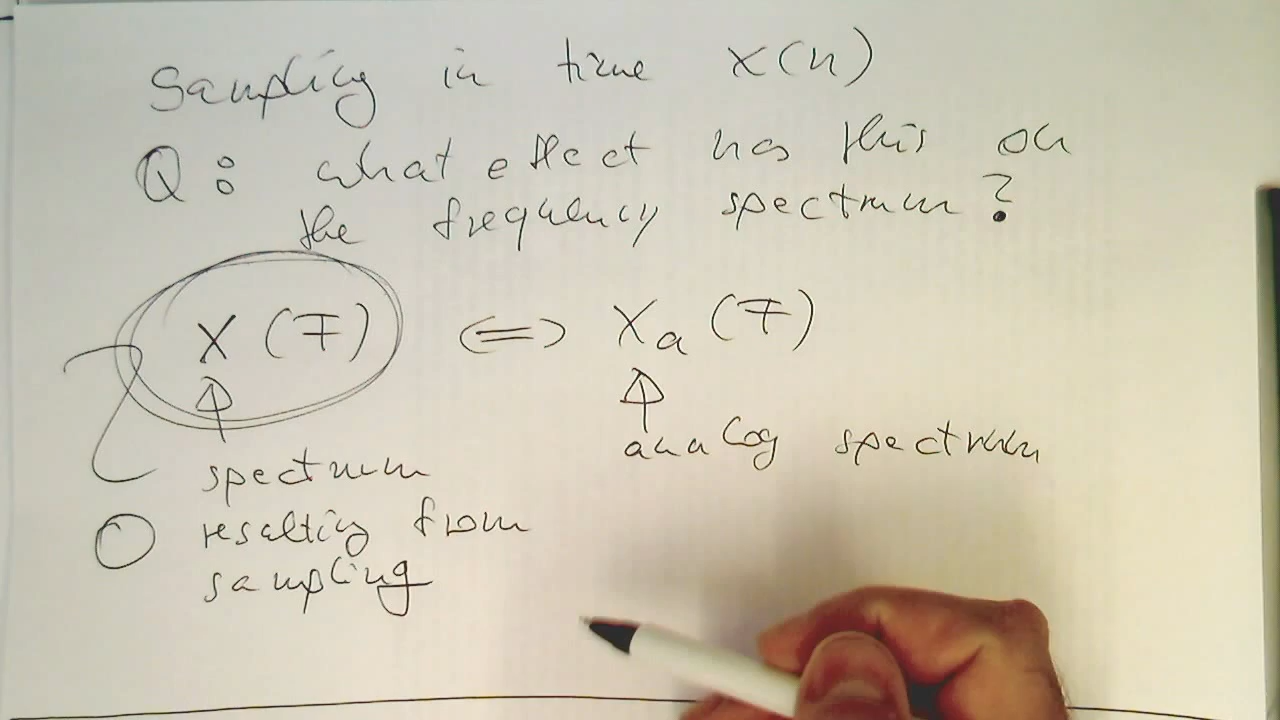 Sampling in time x(n)
Q: what effect has this on
the frequency spectrum?
X(F) <=> Xa(F)
analog spectrum
spectrum
resulting from
sampling